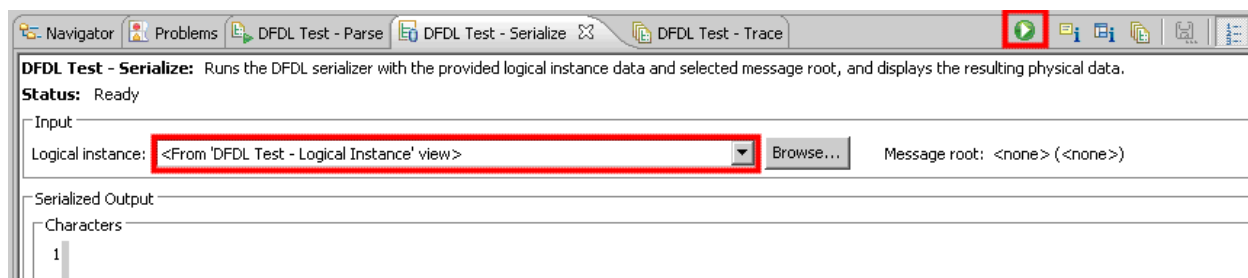 Navigator Problems DFDL Test - Parse DFDL Test - Serialize DFDL Test - Trace
DFDL Test - Serialize: Runs the DFDL serializer with the provided logical instance data and selected message root, and displays the resulting physical data.
Status: Ready
Input
Logical instance: <From 'DFDL Test - Logical Instance' view> Browse... Message root: <none> (<none>)
Serialized Output
Characters
1